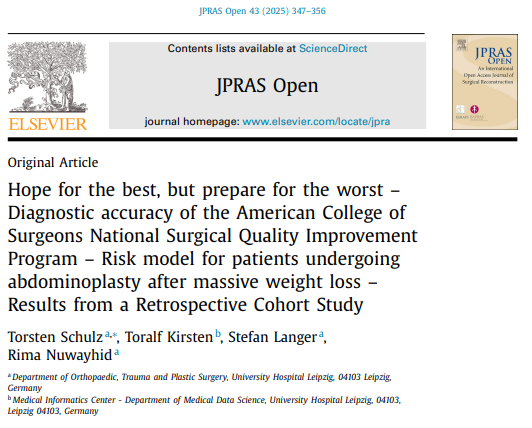 JPRAS Open 43 (2025) 347–356
Contents lists available at ScienceDirect
JPRAS Open
journal homepage: www.elsevier.com/locate/jpra
ELSEVIER
JPRAS
OPEN
An International
Open Access Journal of
Surgical Reconstruction
Original Article
Hope for the best, but prepare for the worst –
Diagnostic accuracy of the American College of
Surgeons National Surgical Quality Improvement
Program – Risk model for patients undergoing
abdominoplasty after massive weight loss –
Results from a Retrospective Cohort Study
Torsten Schulz a,*, Toralf Kirsten b, Stefan Langer a,
Rima Nuwayhid a
a Department of Orthopaedic, Trauma and Plastic Surgery, University Hospital Leipzig, 04103 Leipzig,
Germany
b Medical Informatics Center - Department of Medical Data Science, University Hospital Leipzig, 04103,
Leipzig 04103, Germany